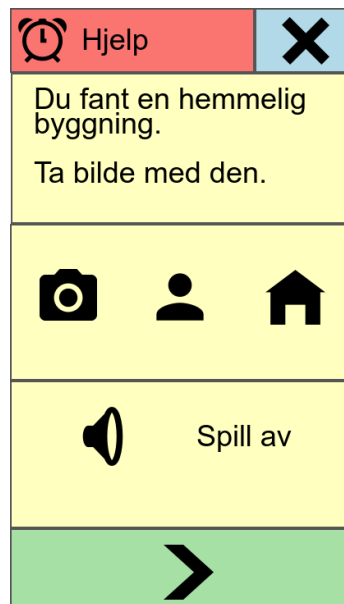 Hjelp
Du fant en hemmelig
byggning.
Ta bilde med den.
Spill av